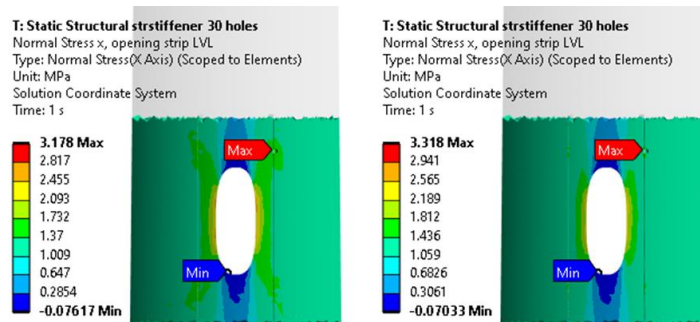 T: Static Structural strstiffener 30 holes
Normal Stress x, opening strip LVL
Type: Normal Stress(X Axis) (Scoped to Elements)
Unit: MPa
Solution Coordinate System
Time: 1 s
3.178 Max
2.817
2.455
2.093
1.732
1.37
1.009
0.647
0.2854
-0.07617 Min
Max
Min
T: Static Structural strstiffener 30 holes
Normal Stress x, opening strip LVL
Type: Normal Stress(X Axis) (Scoped to Elements)
Unit: MPa
Solution Coordinate System
Time: 1 s
3.318 Max
2.941
2.565
2.189
1.812
1.436
1.059
0.6826
0.3061
-0.07033 Min
Max
Min